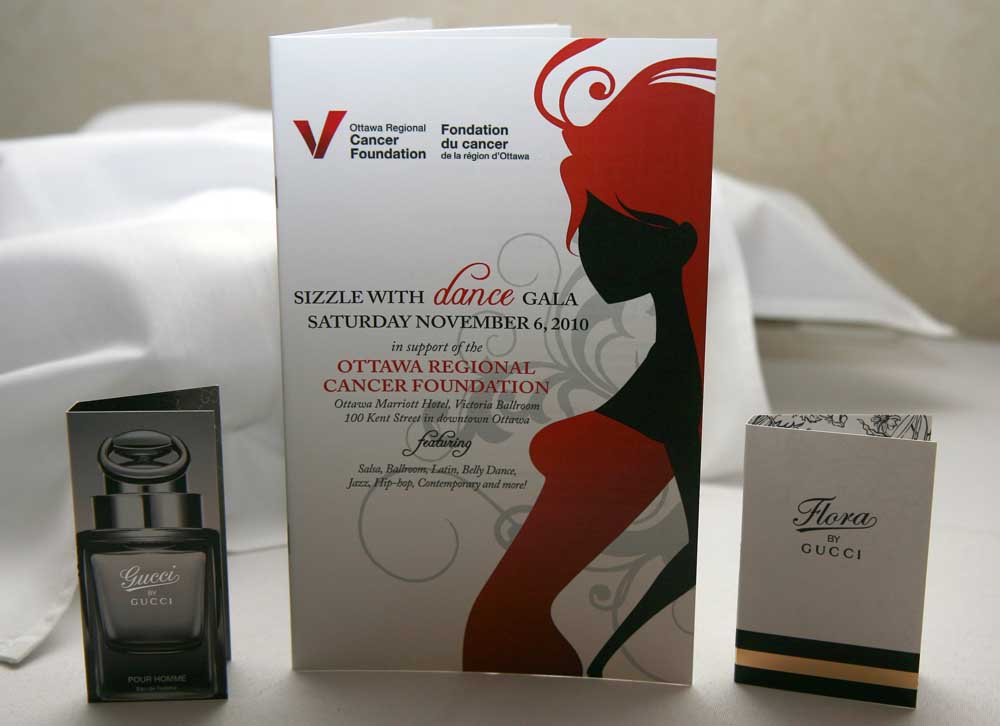 Ottawa Regional
Cancer
Foundation
Fondation
du cancer
de la région d'Ottawa
SIZZLE WITH dance GALA
SATURDAY NOVEMBER 6, 2010
in support of the
OTTAWA REGIONAL
CANCER FOUNDATION
Ottawa Marriott Hotel, Victoria Ballroom
100 Kent Street in downtown Ottawa
featuring
Salsa, Ballroom, Latin, Belly Dance,
Jazz, Hip-hop, Contemporary and more!
Gucci
BY
GUCCI
POUR HOMME
Eau de Toilette
Flora
BY
GUCCI